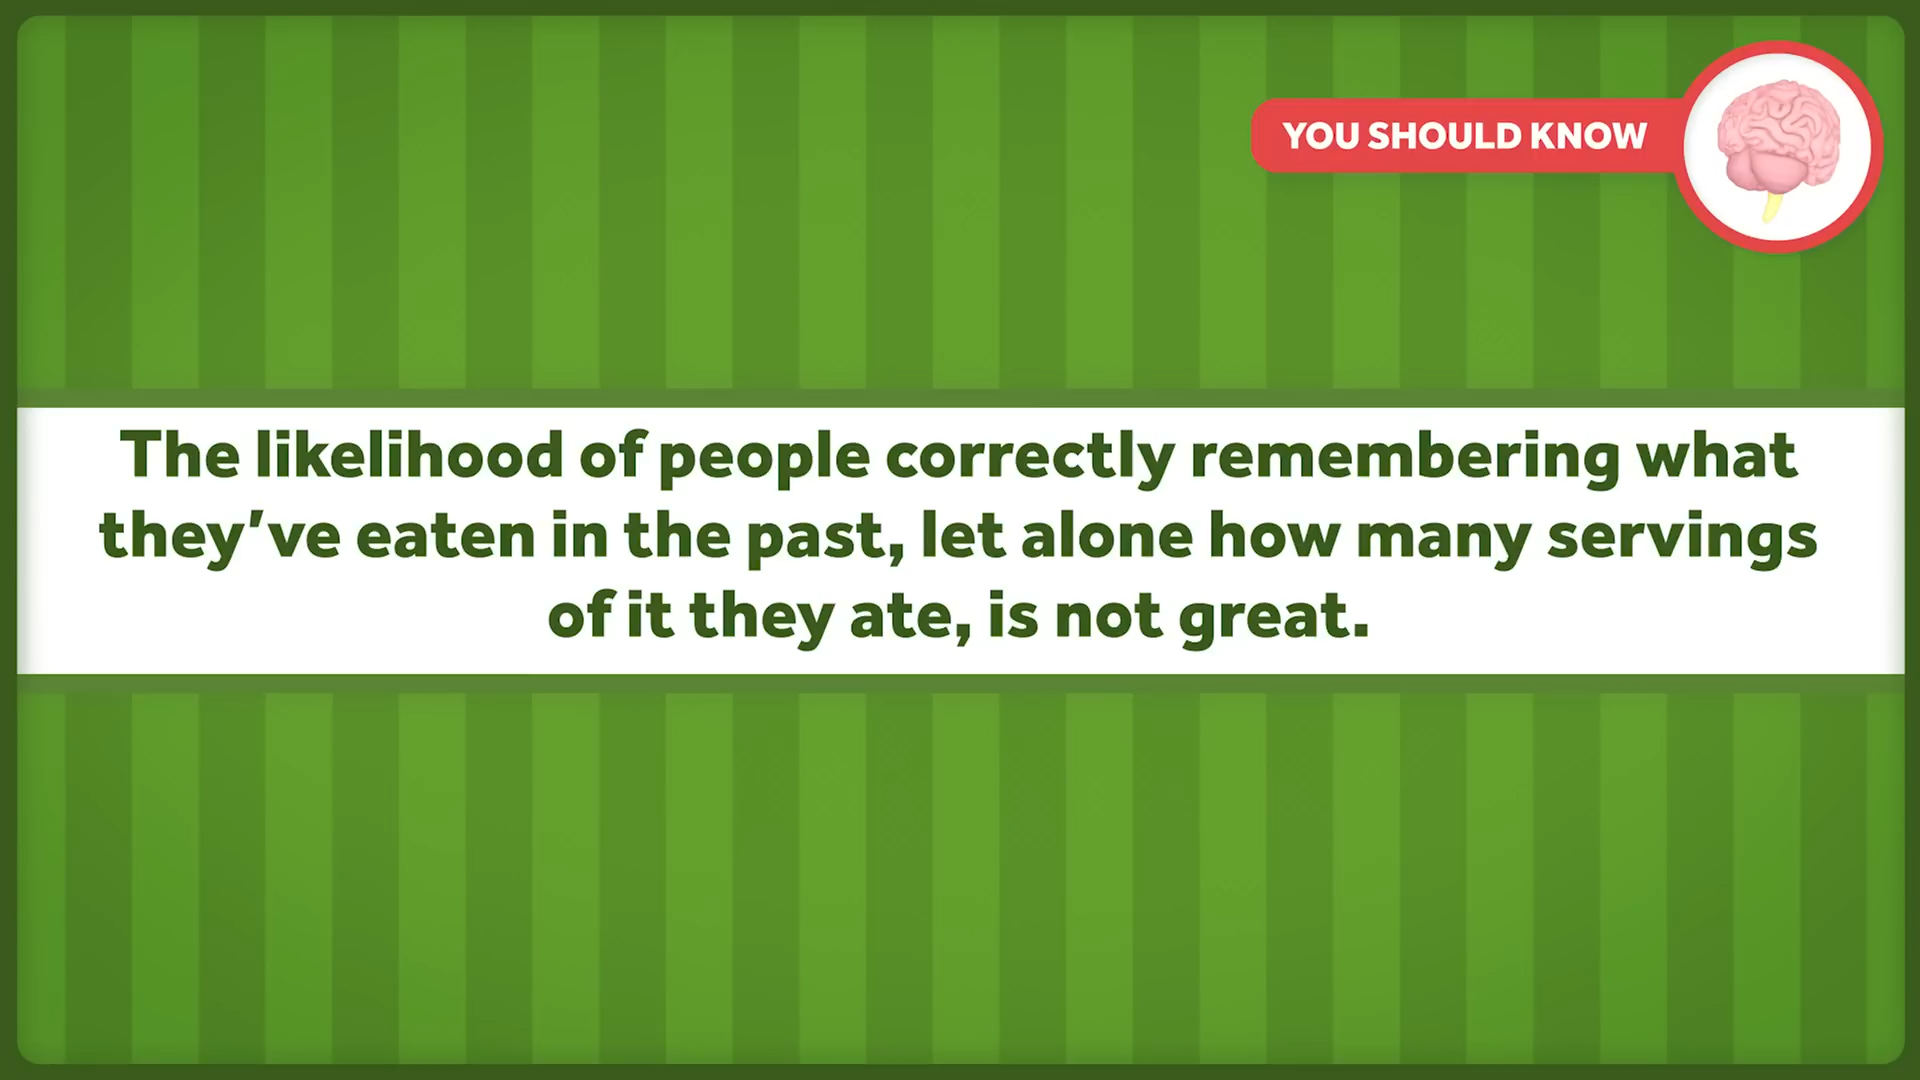 YOU SHOULD KNOW
The likelihood of people correctly remembering what
they've eaten in the past, let alone how many servings
of it they ate, is not great.